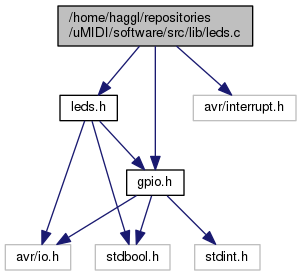 /home/haggl/repositories
/uMIDI/software/src/lib/leds.c
leds.h
avr/interrupt.h
gpio.h
avr/io.h
stdbool.h
stdint.h